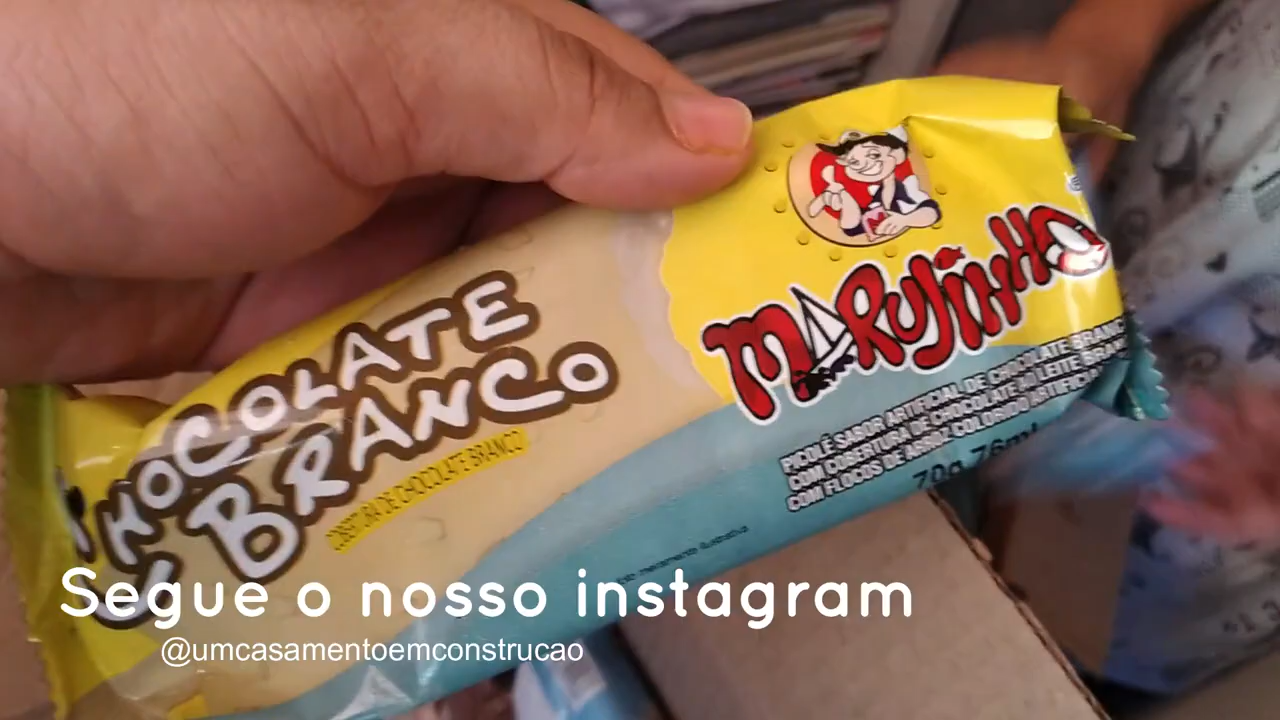 MARUJINHO
CHOCOLATE
BRANCO
COBERTURA DE CHOCOLATE BRANCO
PICOLÉ SABOR ARTIFICIAL DE CHOCOLATE BRANCO
COM COBERTURA DE CHOCOLATE AO LEITE BRANCO
COM FLOCOS DE ARROZ COLORIDO ARTIFICIALMENTE
70g 76ml
Segue o nosso instagram
@umcasamentoemconstrucao